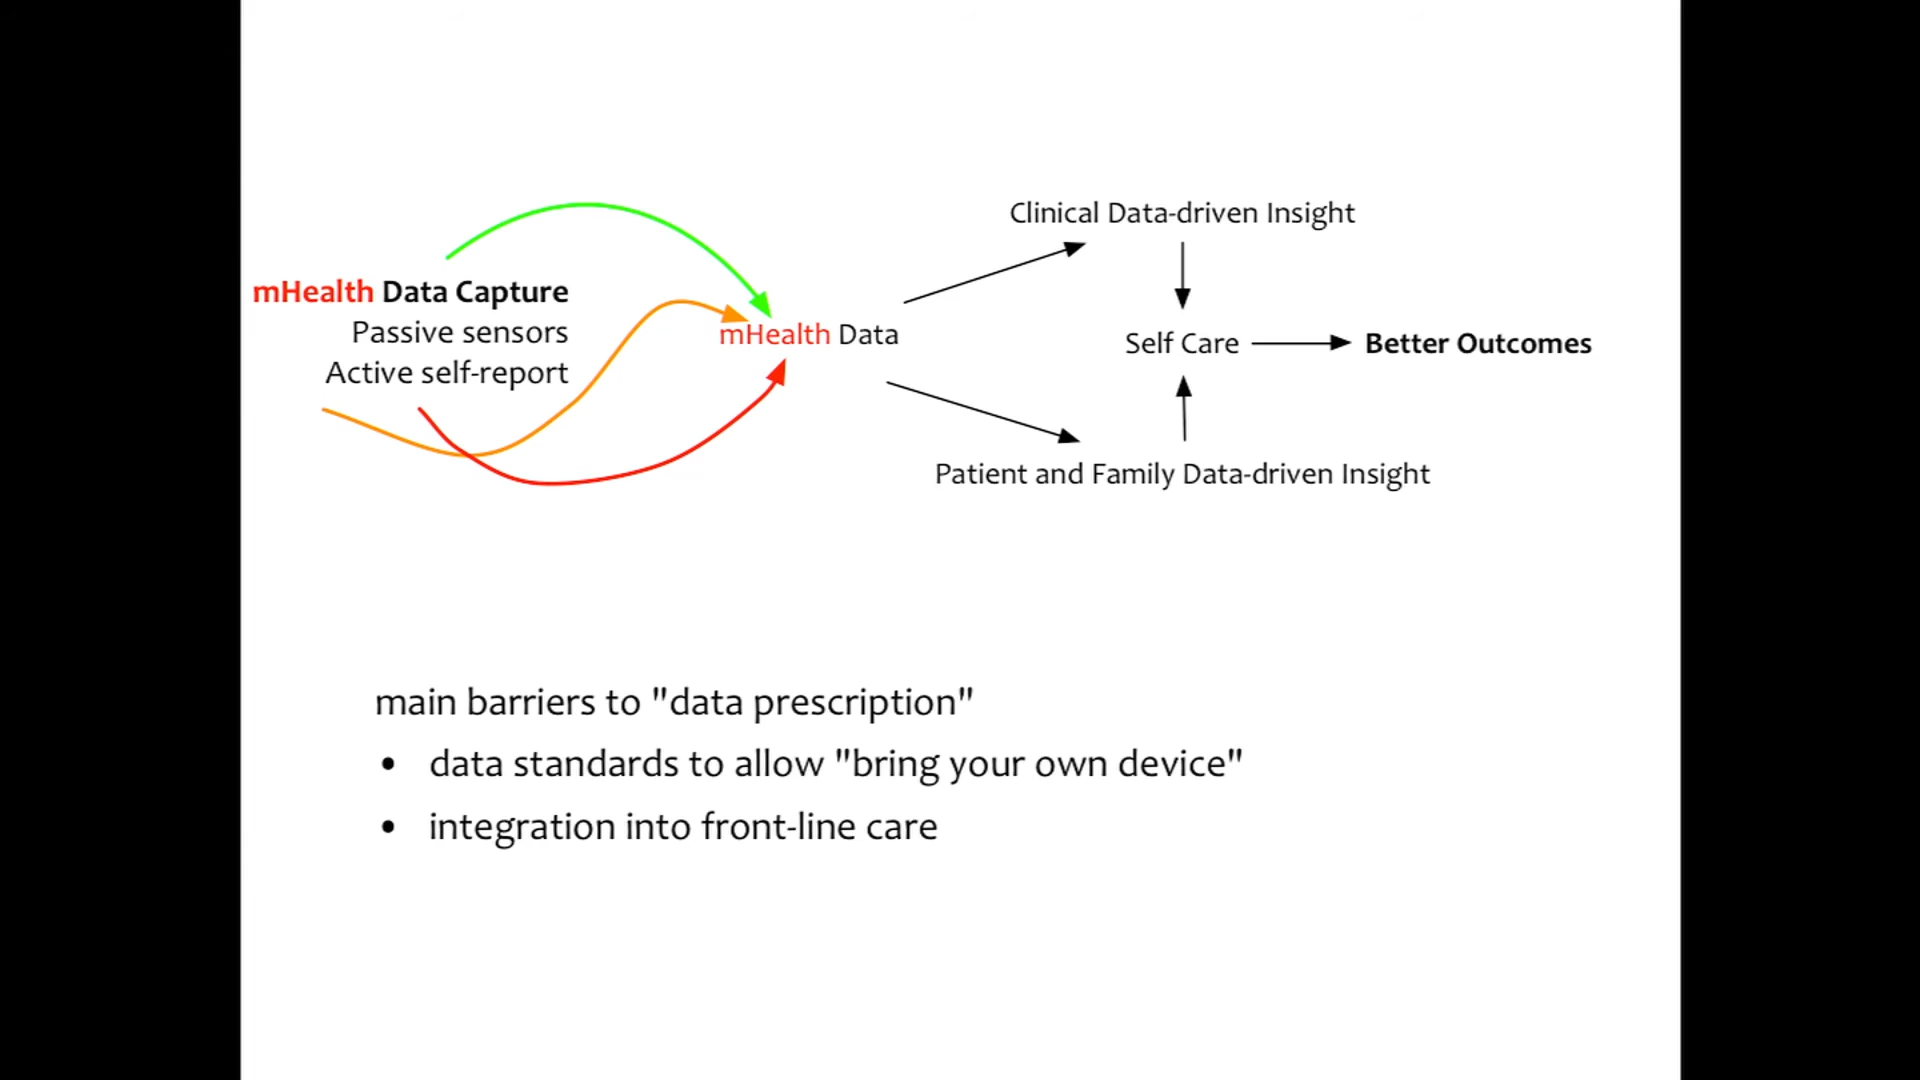 mHealth Data Capture
Passive sensors
Active self-report
mHealth Data
Clinical Data-driven Insight
Self Care
Better Outcomes
Patient and Family Data-driven Insight
main barriers to "data prescription"
• data standards to allow "bring your own device"
• integration into front-line care